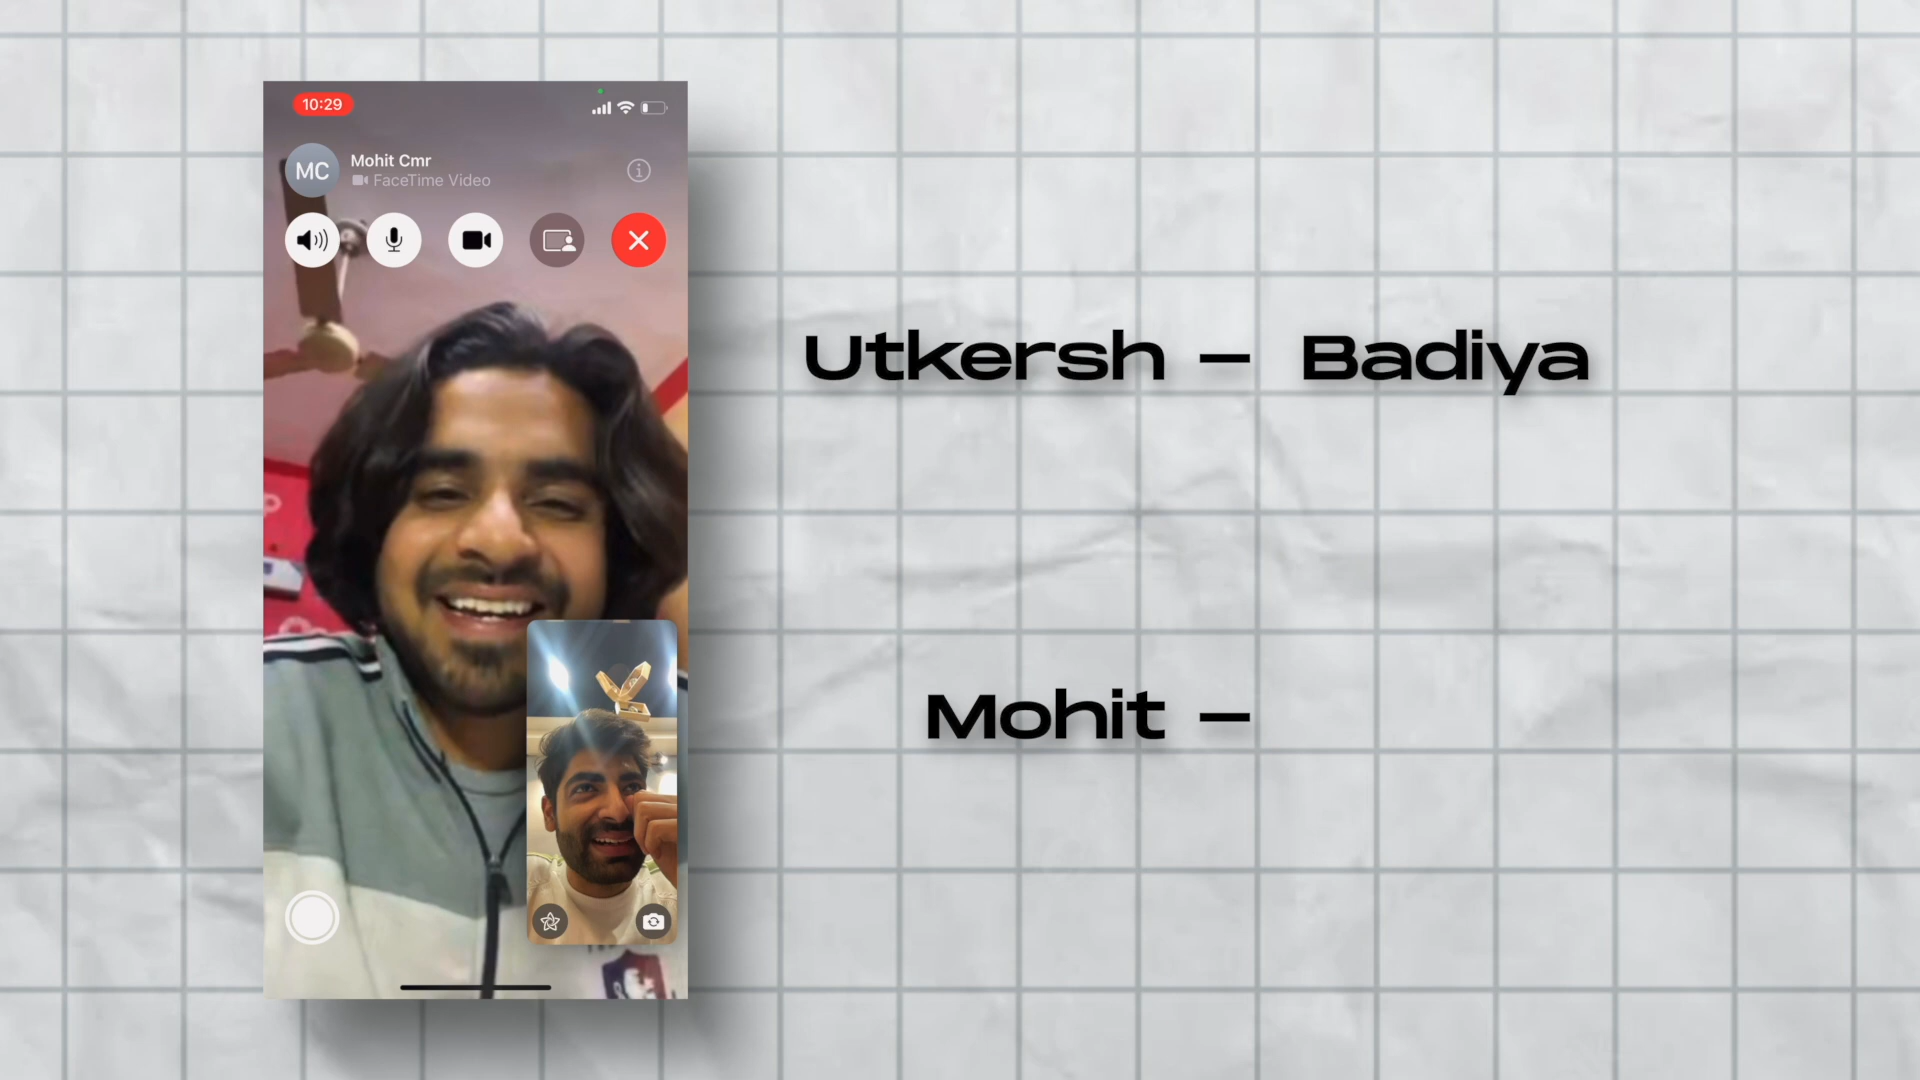 10:29
MC
Mohit Cmr
FaceTime Video
Utkersh – Badiya
Mohit –